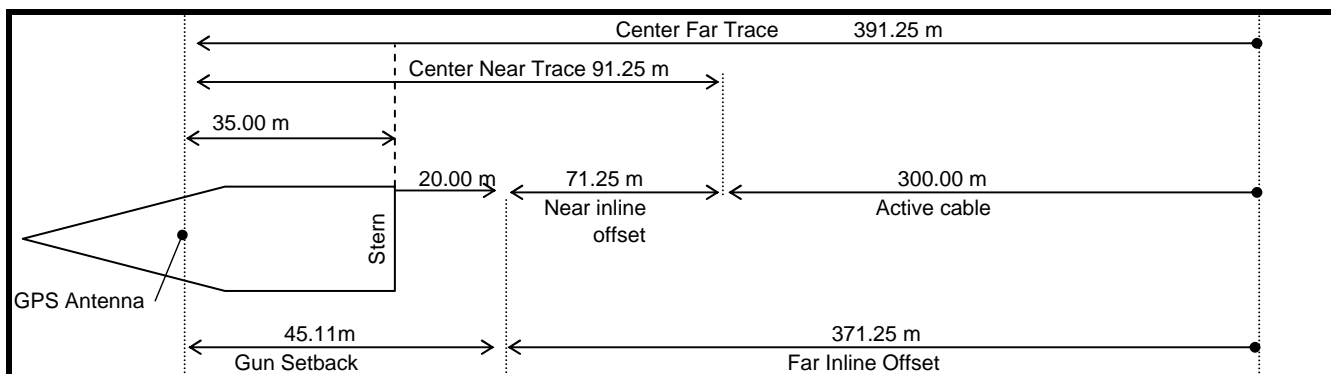 Center Far Trace 391.25 m
Center Near Trace 91.25 m
35.00 m
20.00 m
71.25 m
300.00 m
Near inline
offset
Active cable
Stern
GPS Antenna
45.11m
371.25 m
Gun Setback
Far Inline Offset